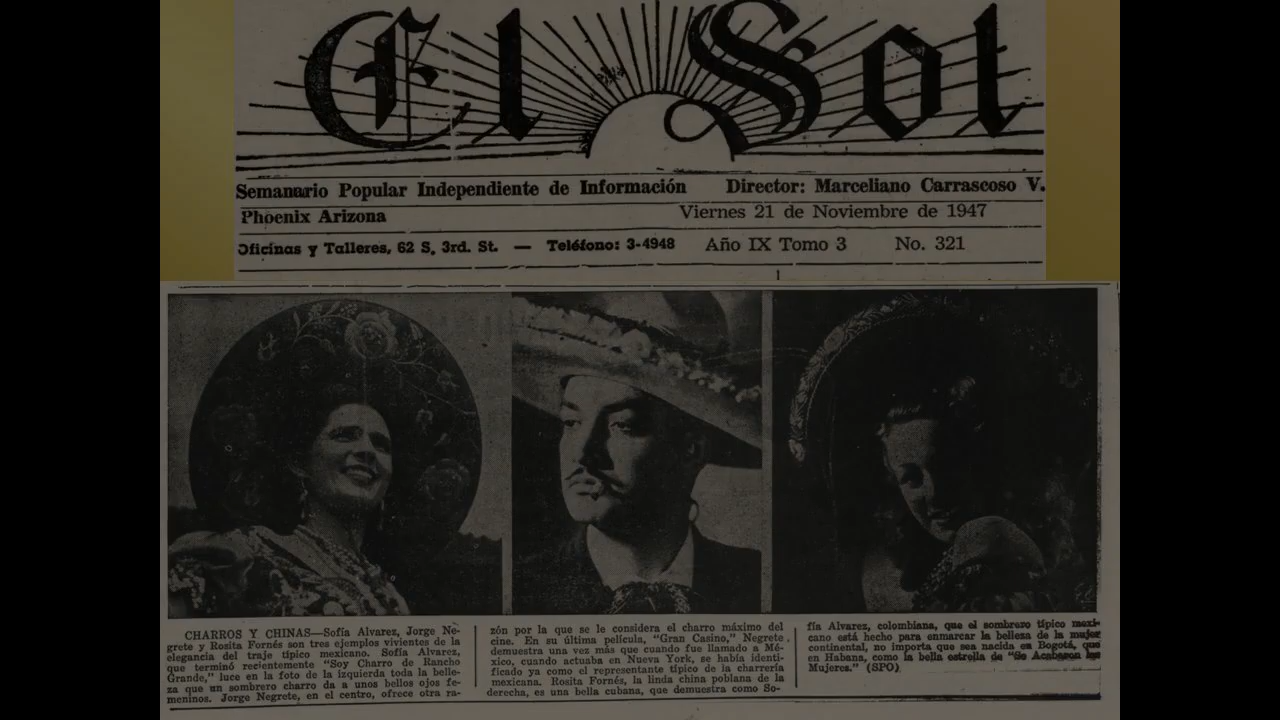 El Sol
Semanario Popular Independiente de Información Director: Marceliano Carrascoso V.
Phoenix Arizona Viernes 21 de Noviembre de 1947
Oficinas y Talleres, 62 S. 3rd. St. — Teléfono: 3-4948 Año IX Tomo 3 No. 321
1
CHARROS Y CHINAS—Sofía Alvarez, Jorge Ne-
grete y Rosita Fornés son tres ejemplos vivientes de la
elegancia del traje típico mexicano. Sofía Alvarez,
que terminó recientemente "Soy Charro de Rancho
Grande," luce en la foto de la izquierda toda la belle-
za que un sombrero charro da a unos bellos ojos fe-
meninos. Jorge Negrete, en el centro, ofrece otra ra-
zón por la que se le considera el charro máximo del
cine. En su última película, "Gran Casino," Negrete
demuestra una vez más que cuando fue llamado a Mé-
xico, cuando actuaba en Nueva York, se había identi-
ficado ya como el representante típico de la charrería
mexicana. Rosita Fornés, la linda china poblana de la
derecha, es una bella cubana, que demuestra como So-
fía Alvarez, colombiana, que el sombrero típico mexi-
cano está hecho para enmarcar la belleza de la mujer
continental, no importa que sea nacida en Bogotá, que
en Habana, como la bella estrella de "Se Acabaron las
Mujeres." (SPO)